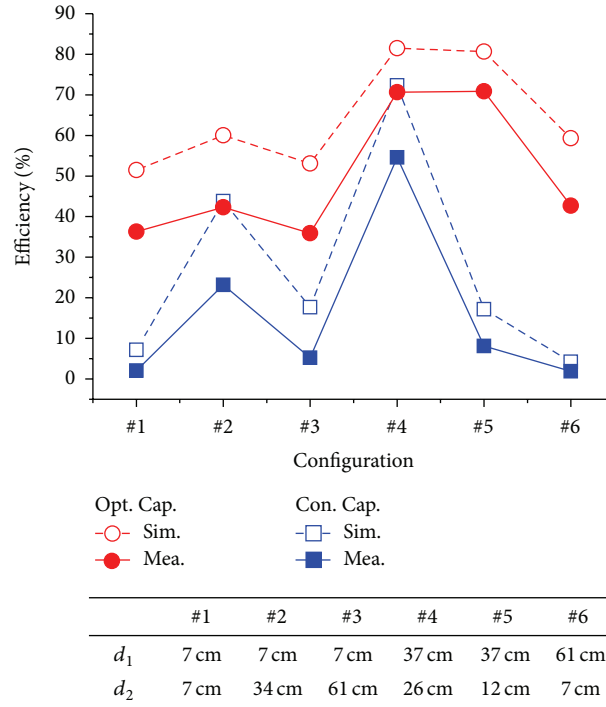 90
80
70
60
50
40
30
20
10
0
Efficiency (%)
#1 #2 #3 #4 #5 #6
Configuration
Opt. Cap. Con. Cap.
Sim. Sim.
Mea. Mea.
#1 #2 #3 #4 #5 #6
d1 7 cm 7 cm 7 cm 37 cm 37 cm 61 cm
d2 7 cm 34 cm 61 cm 26 cm 12 cm 7 cm